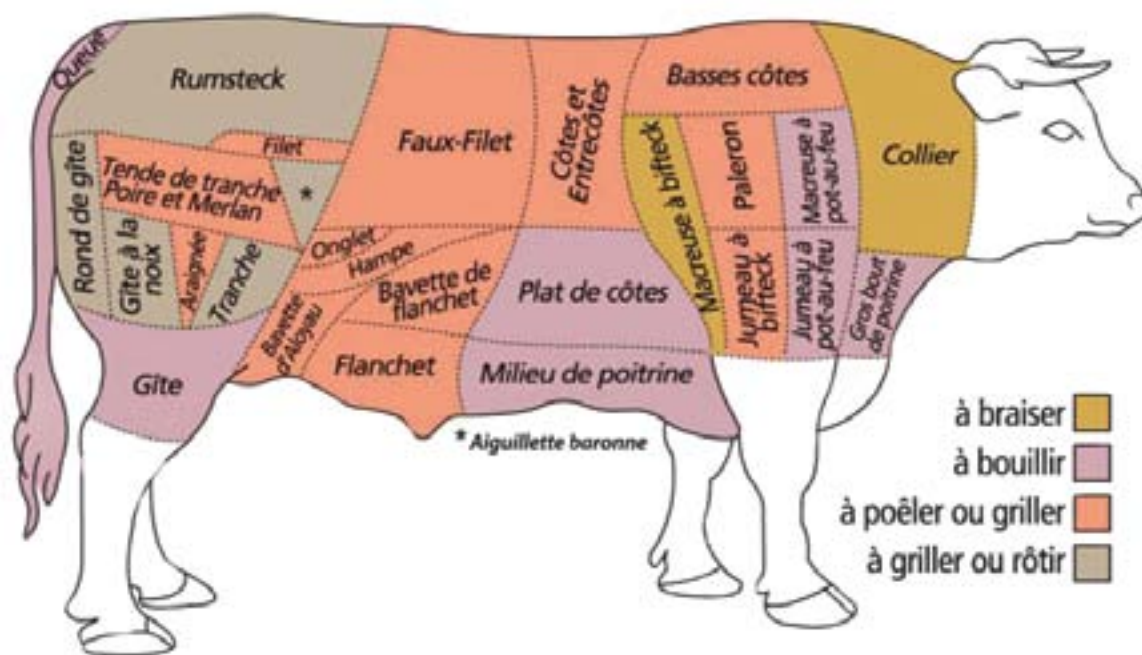 Queue
Rumsteck
Filet
Tende de tranche
Poire et Merlan
*
Rond de gîte
Gîte à la
noix
Araignée
Tranche
Gîte
Faux-Filet
Onglet
Hampe
Bavette de
flanchet
Bavette
d'Aloyau
Flanchet
Côtes et
Entrecôtes
Plat de côtes
Milieu de poitrine
Basses côtes
Macreuse à bifteck
Paleron
Macreuse à
pot-au-feu
Jumeau à
bifteck
Jumeau à
pot-au-feu
Gros bout
de poitrine
Collier
* Aiguillette baronne
à braiser
à bouillir
à poêler ou griller
à griller ou rôtir